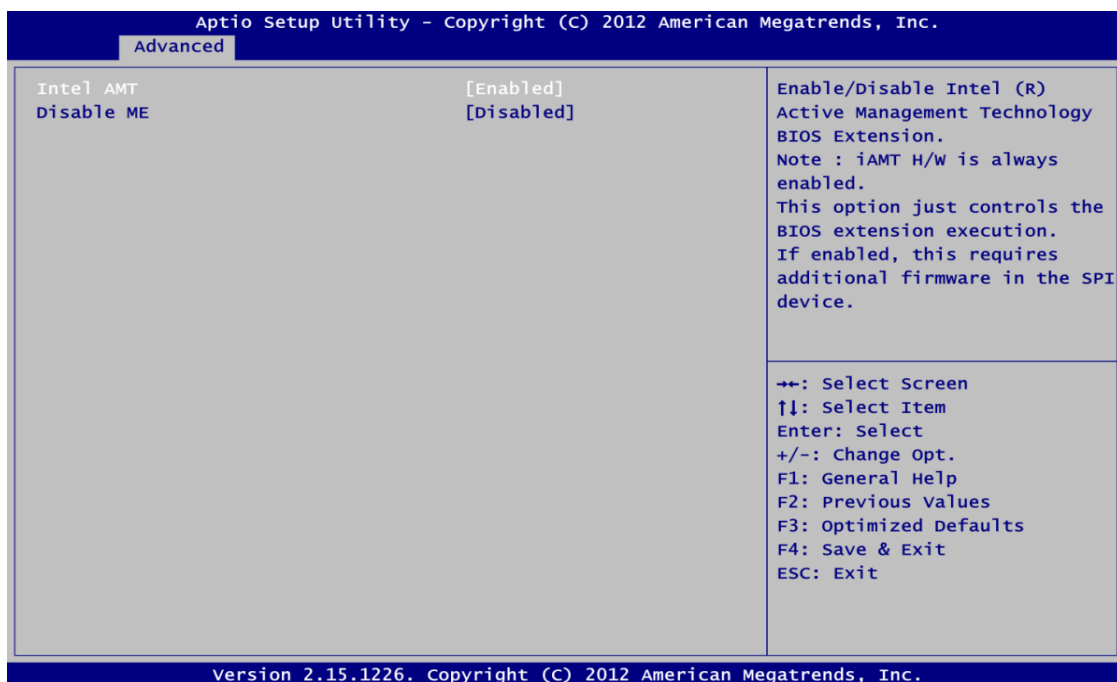 Aptio Setup Utility - Copyright (C) 2012 American Megatrends, Inc.
Advanced
Intel AMT [Enabled]
Disable ME [Disabled]
Enable/Disable Intel (R)
Active Management Technology
BIOS Extension.
Note : iAMT H/W is always
enabled.
This option just controls the
BIOS extension execution.
If enabled, this requires
additional firmware in the SPI
device.
→←: Select Screen
↑↓: Select Item
Enter: Select
+/-: Change Opt.
F1: General Help
F2: Previous Values
F3: Optimized Defaults
F4: Save & Exit
ESC: Exit
Version 2.15.1226. Copyright (C) 2012 American Megatrends, Inc.